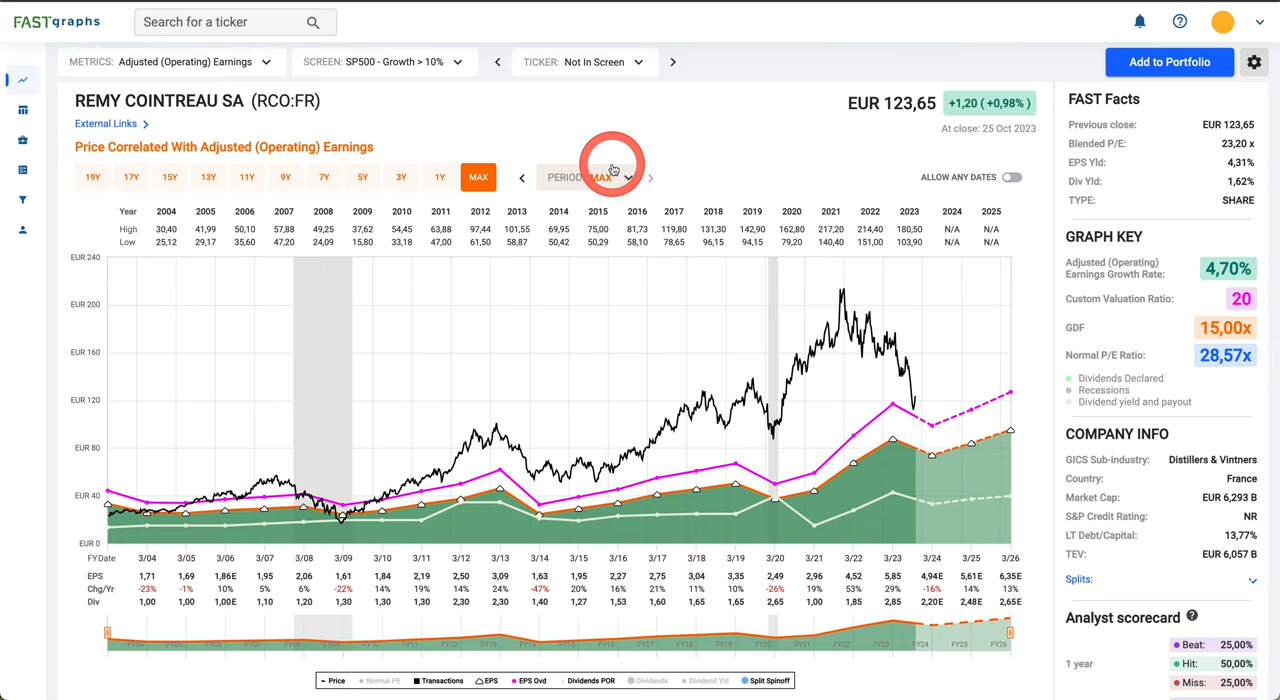 FASTgraphs
Search for a ticker
METRICS: Adjusted (Operating) Earnings
SCREEN: SP500 - Growth > 10%
TICKER: Not In Screen
Add to Portfolio
REMY COINTREAU SA (RCO:FR)
EUR 123,65 +1,20 ( +0,98% )
External Links
At close: 25 Oct 2023
Price Correlated With Adjusted (Operating) Earnings
19Y 17Y 15Y 13Y 11Y 9Y 7Y 5Y 3Y 1Y MAX
PERIOD: MAX
ALLOW ANY DATES
Year 2004 2005 2006 2007 2008 2009 2010 2011 2012 2013 2014 2015 2016 2017 2018 2019 2020 2021 2022 2023 2024 2025
High 30,40 41,99 50,10 57,88 49,25 37,62 54,45 63,88 97,44 101,55 69,95 75,00 81,73 119,80 131,30 142,90 162,80 217,20 214,40 180,50 N/A N/A
Low 25,12 29,17 35,60 47,20 24,09 15,80 33,18 47,00 61,50 58,87 50,42 50,29 58,10 78,65 96,15 94,15 79,20 140,40 151,00 103,90 N/A N/A
EUR 240
EUR 200
EUR 160
EUR 120
EUR 80
EUR 40
EUR 0
FYDate 3/04 3/05 3/06 3/07 3/08 3/09 3/10 3/11 3/12 3/13 3/14 3/15 3/16 3/17 3/18 3/19 3/20 3/21 3/22 3/23 3/24 3/25 3/26
EPS 1,71 1,69 1,86E 1,95 2,06 1,61 1,84 2,19 2,50 3,09 1,63 1,95 2,27 2,75 3,04 3,35 2,49 2,96 4,52 5,85 4,94E 5,61E 6,35E
Chg/Yr -23% -1% 10% 5% 6% -22% 14% 19% 14% 24% -47% 20% 16% 21% 11% 10% -26% 19% 53% 29% -16% 14% 13%
Div 1,00 1,00 1,00E 1,10 1,20 1,30 1,30 1,30 2,30 2,30 1,40 1,27 1,53 1,60 1,65 1,65 2,65 1,00 1,85 2,85 2,20E 2,48E 2,65E
FY04 FY05 FY06 FY07 FY08 FY09 FY10 FY11 FY12 FY13 FY14 FY15 FY16 FY17 FY18 FY19 FY20 FY21 FY22 FY23 FY24 FY25 FY26
Price Normal PE Transactions EPS EPS Ovd Dividends POR Dividends Dividend Yld Split Spinoff
FAST Facts
Previous close: EUR 123,65
Blended P/E: 23,20 x
EPS Yld: 4,31%
Div Yld: 1,62%
TYPE: SHARE
GRAPH KEY
Adjusted (Operating)
Earnings Growth Rate: 4,70%
Custom Valuation Ratio: 20
GDF 15,00x
Normal P/E Ratio: 28,57x
Dividends Declared
Recessions
Dividend yield and payout
COMPANY INFO
GICS Sub-industry: Distillers & Vintners
Country: France
Market Cap: EUR 6,293 B
S&P Credit Rating: NR
LT Debt/Capital: 13,77%
TEV: EUR 6,057 B
Splits:
Analyst scorecard
1 year
Beat: 25,00%
Hit: 50,00%
Miss: 25,00%